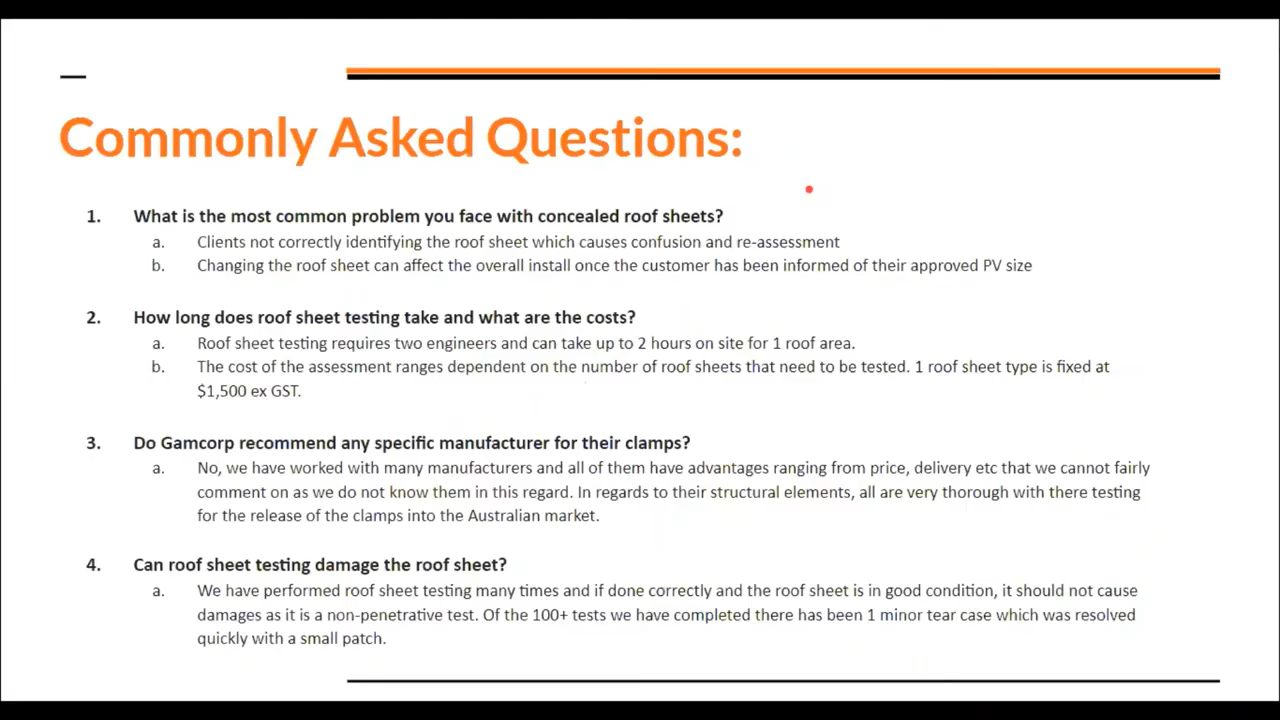 Commonly Asked Questions:
1. What is the most common problem you face with concealed roof sheets?
a. Clients not correctly identifying the roof sheet which causes confusion and re-assessment
b. Changing the roof sheet can affect the overall install once the customer has been informed of their approved PV size
2. How long does roof sheet testing take and what are the costs?
a. Roof sheet testing requires two engineers and can take up to 2 hours on site for 1 roof area.
b. The cost of the assessment ranges dependent on the number of roof sheets that need to be tested. 1 roof sheet type is fixed at
$1,500 ex GST.
3. Do Gamcorp recommend any specific manufacturer for their clamps?
a. No, we have worked with many manufacturers and all of them have advantages ranging from price, delivery etc that we cannot fairly
comment on as we do not know them in this regard. In regards to their structural elements, all are very thorough with there testing
for the release of the clamps into the Australian market.
4. Can roof sheet testing damage the roof sheet?
a. We have performed roof sheet testing many times and if done correctly and the roof sheet is in good condition, it should not cause
damages as it is a non-penetrative test. Of the 100+ tests we have completed there has been 1 minor tear case which was resolved
quickly with a small patch.